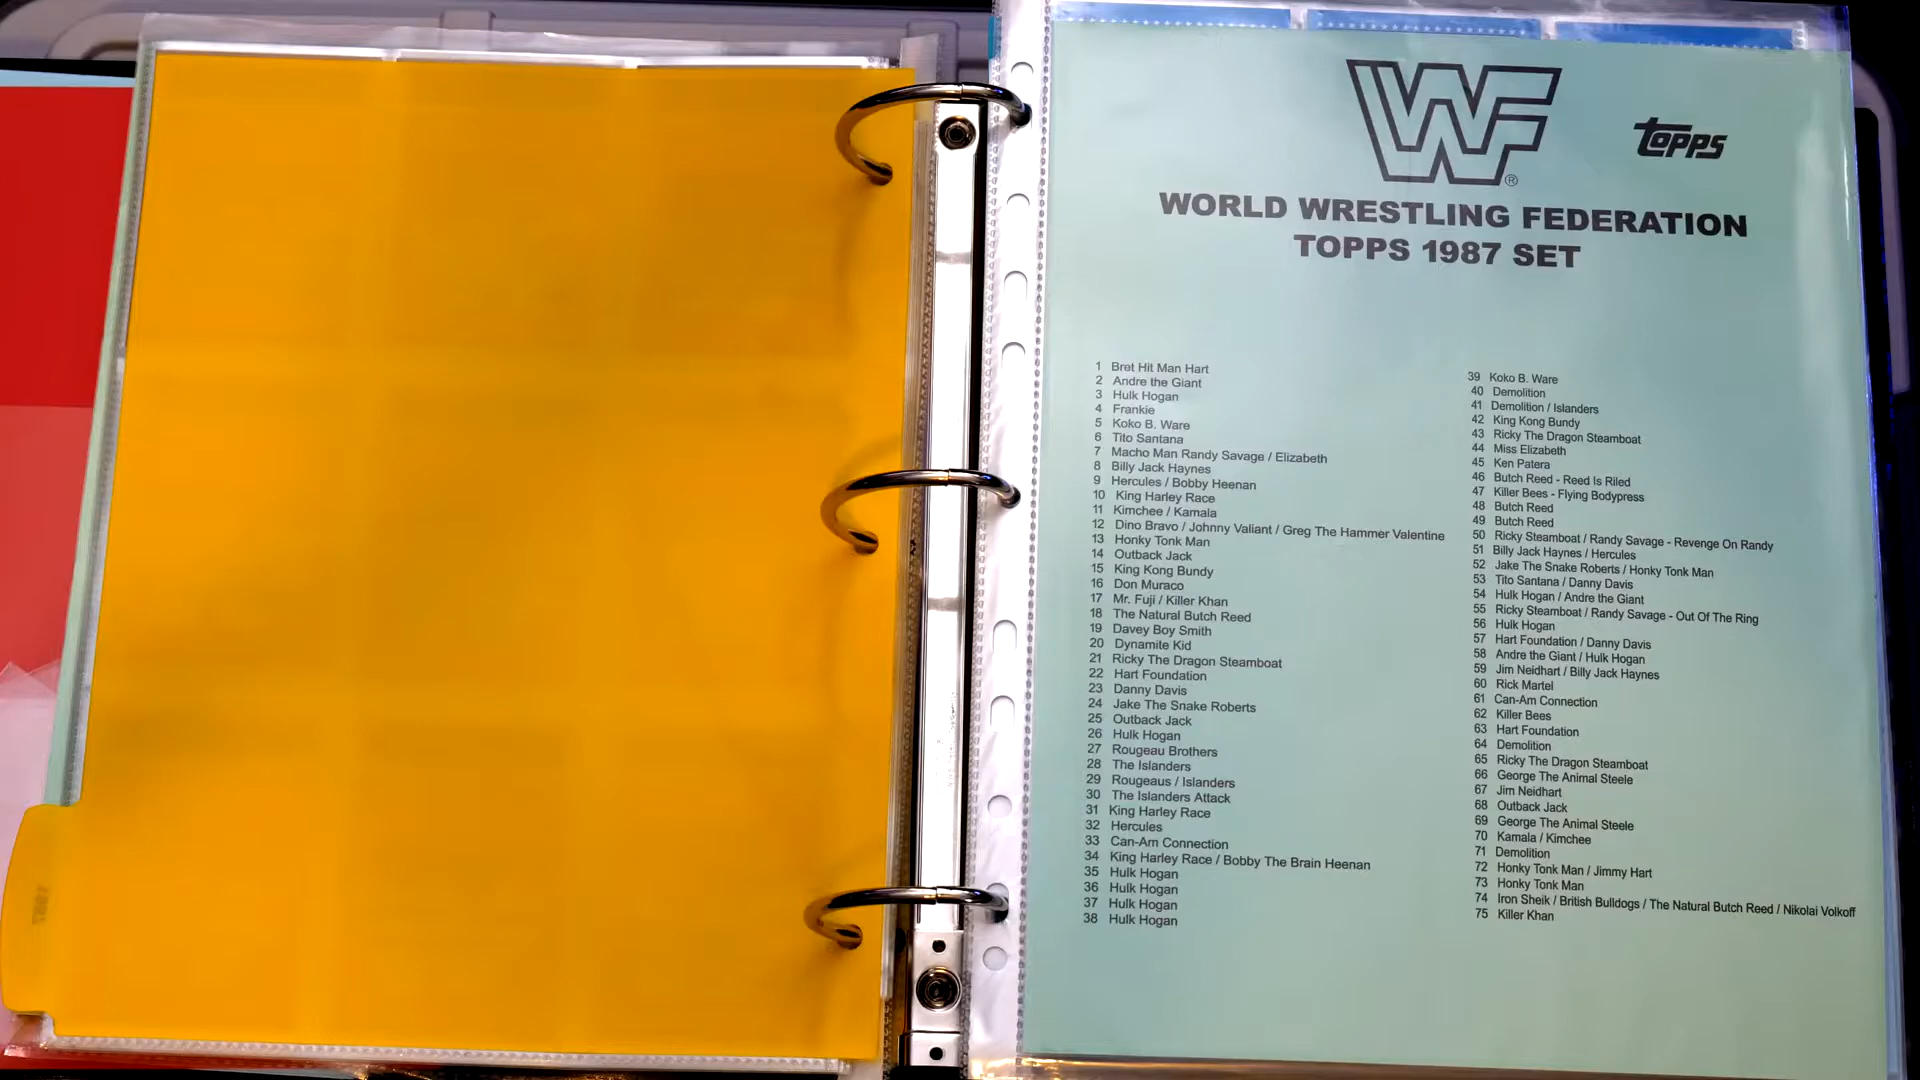 1987
WF
®
topps
WORLD WRESTLING FEDERATION
TOPPS 1987 SET
1 Bret Hit Man Hart
2 Andre the Giant
3 Hulk Hogan
4 Frankie
5 Koko B. Ware
6 Tito Santana
7 Macho Man Randy Savage / Elizabeth
8 Billy Jack Haynes
9 Hercules / Bobby Heenan
10 King Harley Race
11 Kimchee / Kamala
12 Dino Bravo / Johnny Valiant / Greg The Hammer Valentine
13 Honky Tonk Man
14 Outback Jack
15 King Kong Bundy
16 Don Muraco
17 Mr. Fuji / Killer Khan
18 The Natural Butch Reed
19 Davey Boy Smith
20 Dynamite Kid
21 Ricky The Dragon Steamboat
22 Hart Foundation
23 Danny Davis
24 Jake The Snake Roberts
25 Outback Jack
26 Hulk Hogan
27 Rougeau Brothers
28 The Islanders
29 Rougeaus / Islanders
30 The Islanders Attack
31 King Harley Race
32 Hercules
33 Can-Am Connection
34 King Harley Race / Bobby The Brain Heenan
35 Hulk Hogan
36 Hulk Hogan
37 Hulk Hogan
38 Hulk Hogan
39 Koko B. Ware
40 Demolition
41 Demolition / Islanders
42 King Kong Bundy
43 Ricky The Dragon Steamboat
44 Miss Elizabeth
45 Ken Patera
46 Butch Reed - Reed Is Riled
47 Killer Bees - Flying Bodypress
48 Butch Reed
49 Butch Reed
50 Ricky Steamboat / Randy Savage - Revenge On Randy
51 Billy Jack Haynes / Hercules
52 Jake The Snake Roberts / Honky Tonk Man
53 Tito Santana / Danny Davis
54 Hulk Hogan / Andre the Giant
55 Ricky Steamboat / Randy Savage - Out Of The Ring
56 Hulk Hogan
57 Hart Foundation / Danny Davis
58 Andre the Giant / Hulk Hogan
59 Jim Neidhart / Billy Jack Haynes
60 Rick Martel
61 Can-Am Connection
62 Killer Bees
63 Hart Foundation
64 Demolition
65 Ricky The Dragon Steamboat
66 George The Animal Steele
67 Jim Neidhart
68 Outback Jack
69 George The Animal Steele
70 Kamala / Kimchee
71 Demolition
72 Honky Tonk Man / Jimmy Hart
73 Honky Tonk Man
74 Iron Sheik / British Bulldogs / The Natural Butch Reed / Nikolai Volkoff
75 Killer Khan